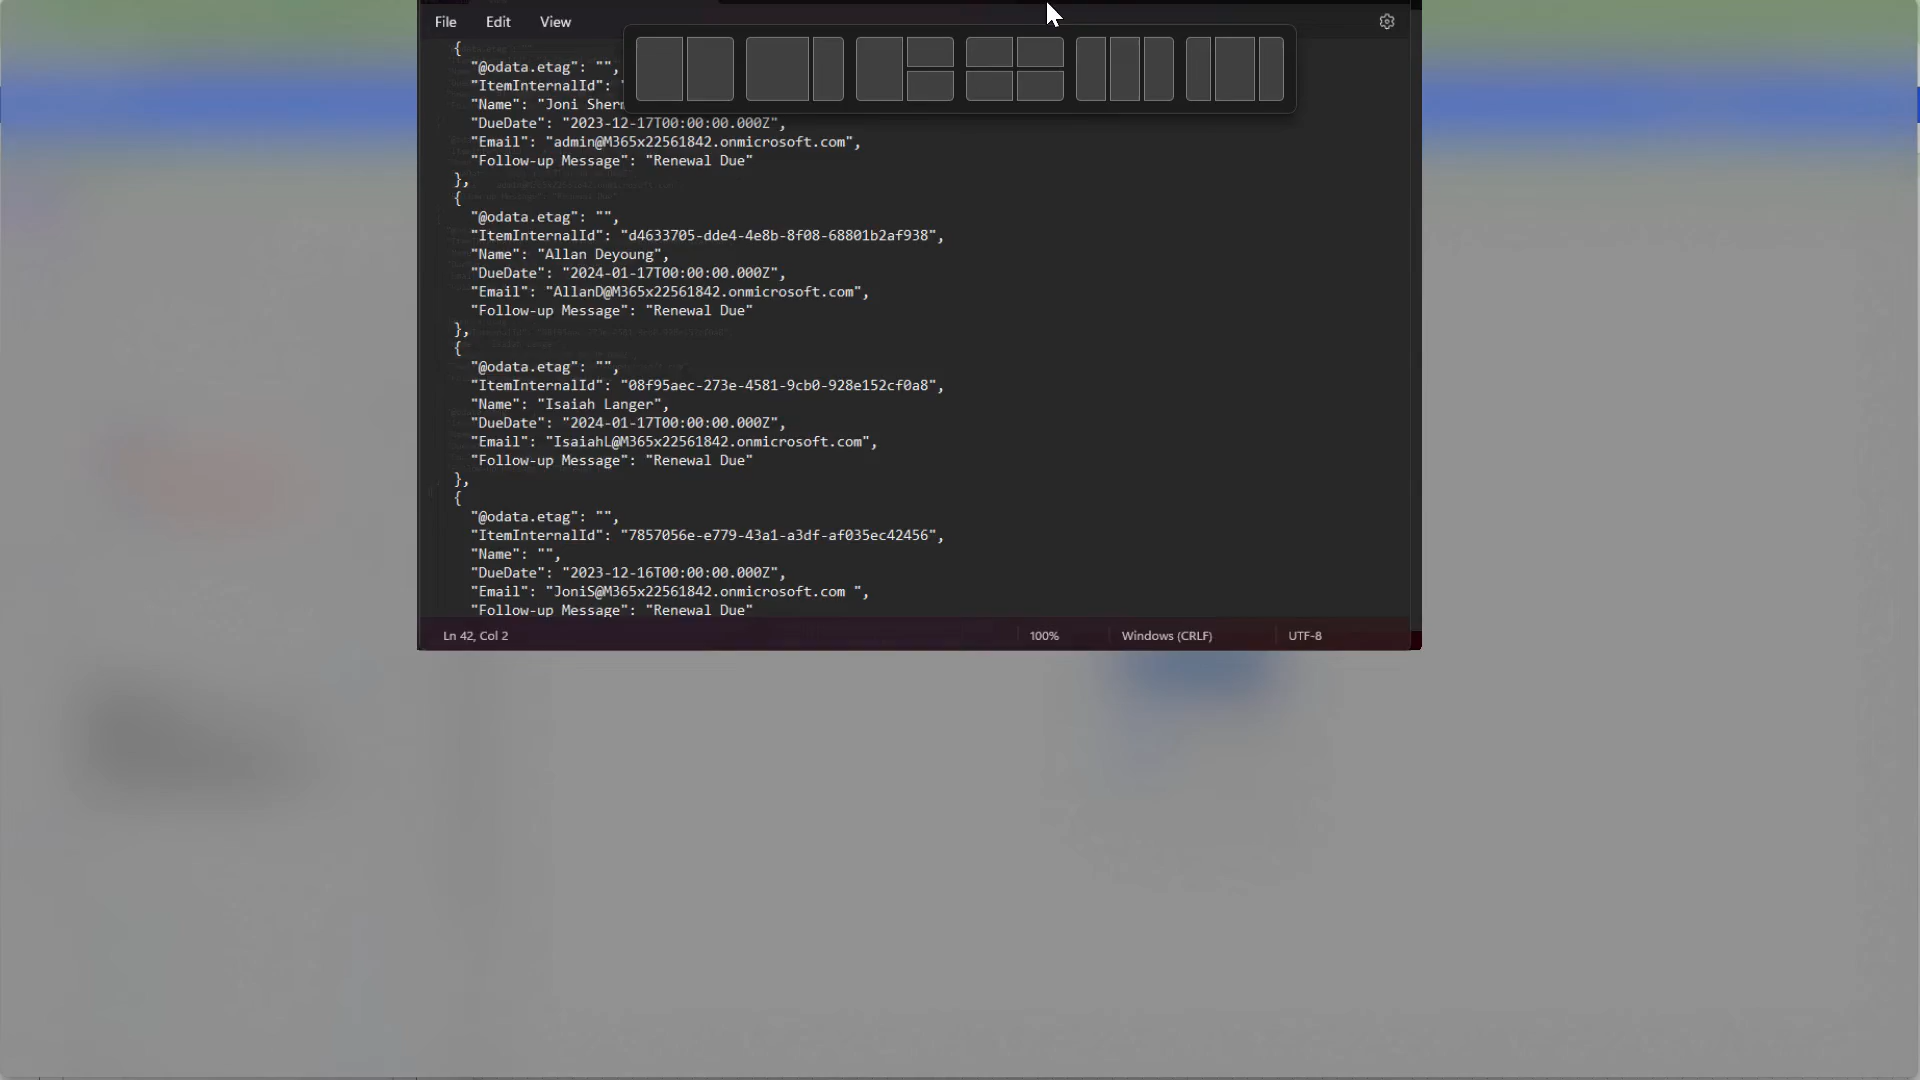 File Edit View
{
"@odata.etag": "",
"ItemInternalId": "
"Name": "Joni Sherm
"DueDate": "2023-12-17T00:00:00.000Z",
"Email": "admin@M365x22561842.onmicrosoft.com",
"Follow-up Message": "Renewal Due"
},
{
"@odata.etag": "",
"ItemInternalId": "d4633705-dde4-4e8b-8f08-68801b2af938",
"Name": "Allan Deyoung",
"DueDate": "2024-01-17T00:00:00.000Z",
"Email": "AllanD@M365x22561842.onmicrosoft.com",
"Follow-up Message": "Renewal Due"
},
{
"@odata.etag": "",
"ItemInternalId": "08f95aec-273e-4581-9cb0-928e152cf0a8",
"Name": "Isaiah Langer",
"DueDate": "2024-01-17T00:00:00.000Z",
"Email": "IsaiahL@M365x22561842.onmicrosoft.com",
"Follow-up Message": "Renewal Due"
},
{
"@odata.etag": "",
"ItemInternalId": "7857056e-e779-43a1-a3df-af035ec42456",
"Name": "",
"DueDate": "2023-12-16T00:00:00.000Z",
"Email": "JoniS@M365x22561842.onmicrosoft.com ",
"Follow-up Message": "Renewal Due"
Ln 42, Col 2 100% Windows (CRLF) UTF-8